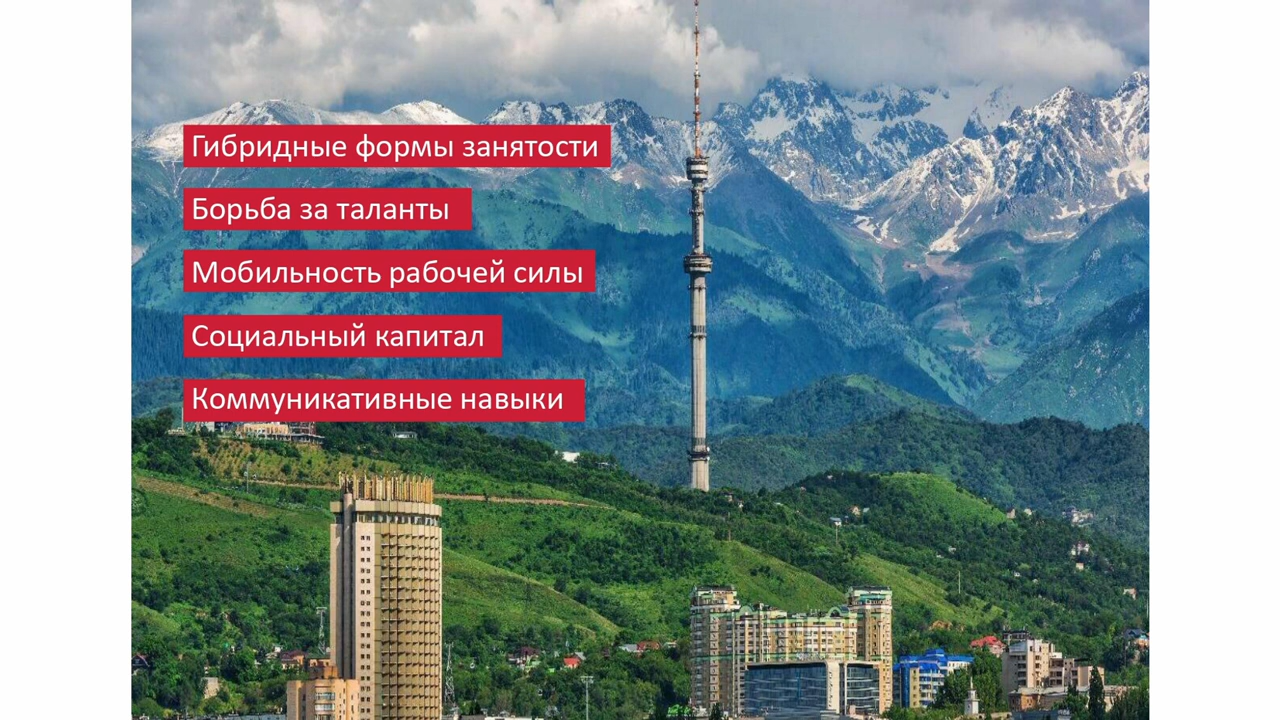 Гибридные формы занятости
Борьба за таланты
Мобильность рабочей силы
Социальный капитал
Коммуникативные навыки